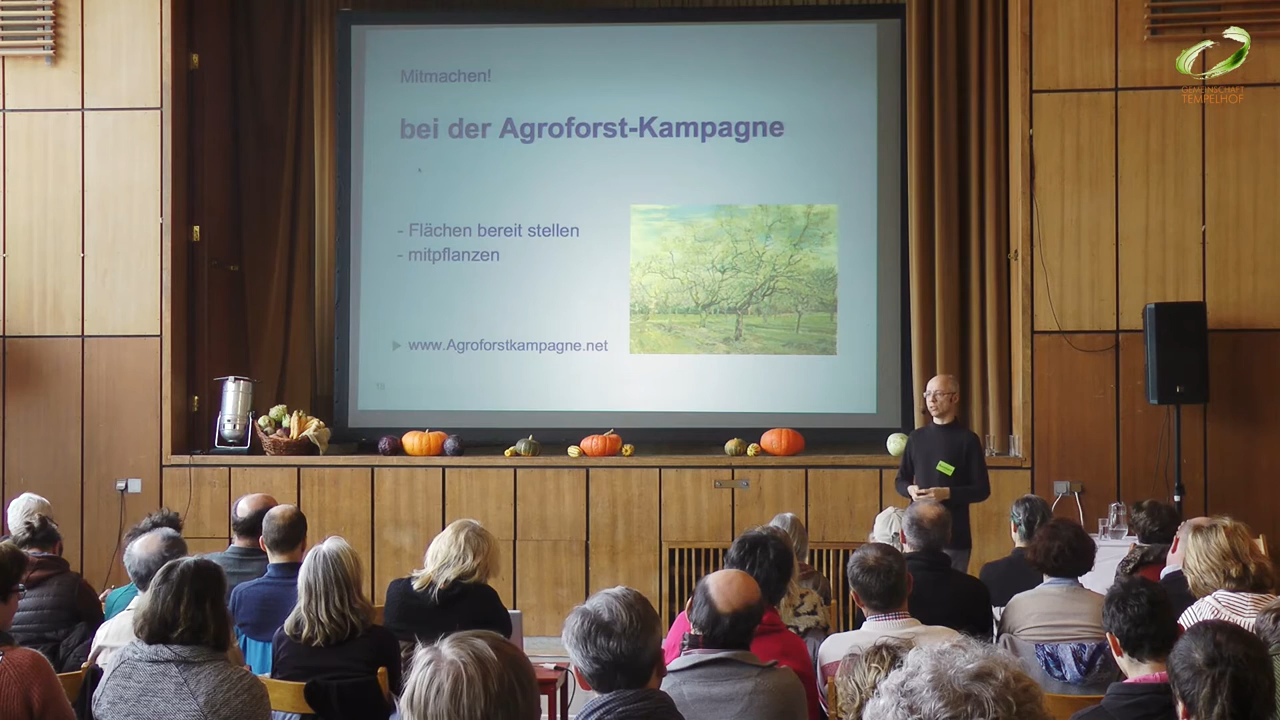 Mitmachen!
bei der Agroforst-Kampagne
- Flächen bereit stellen
- mitpflanzen
www.Agroforstkampagne.net
GEMEINSCHAFT
TEMPELHOF